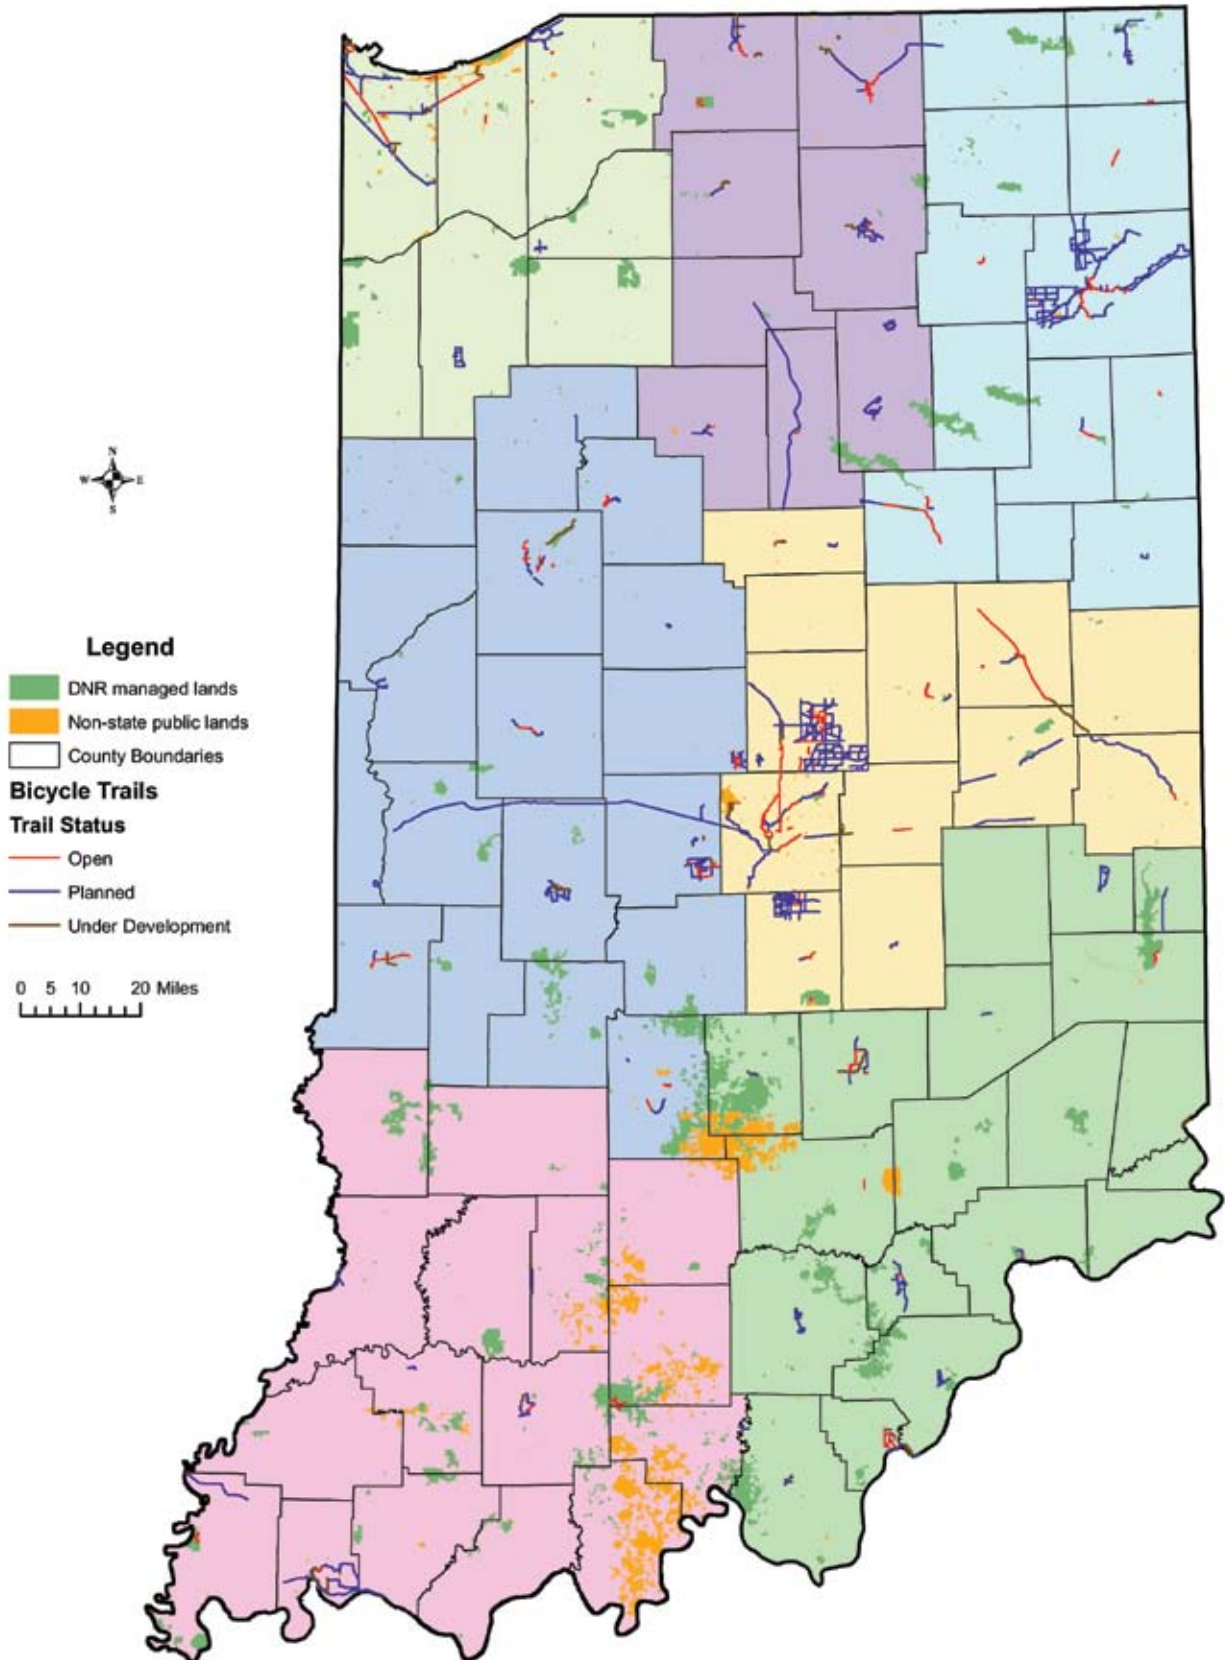 N
W E
S
Legend
DNR managed lands
Non-state public lands
County Boundaries
Bicycle Trails
Trail Status
Open
Planned
Under Development
0 5 10 20 Miles